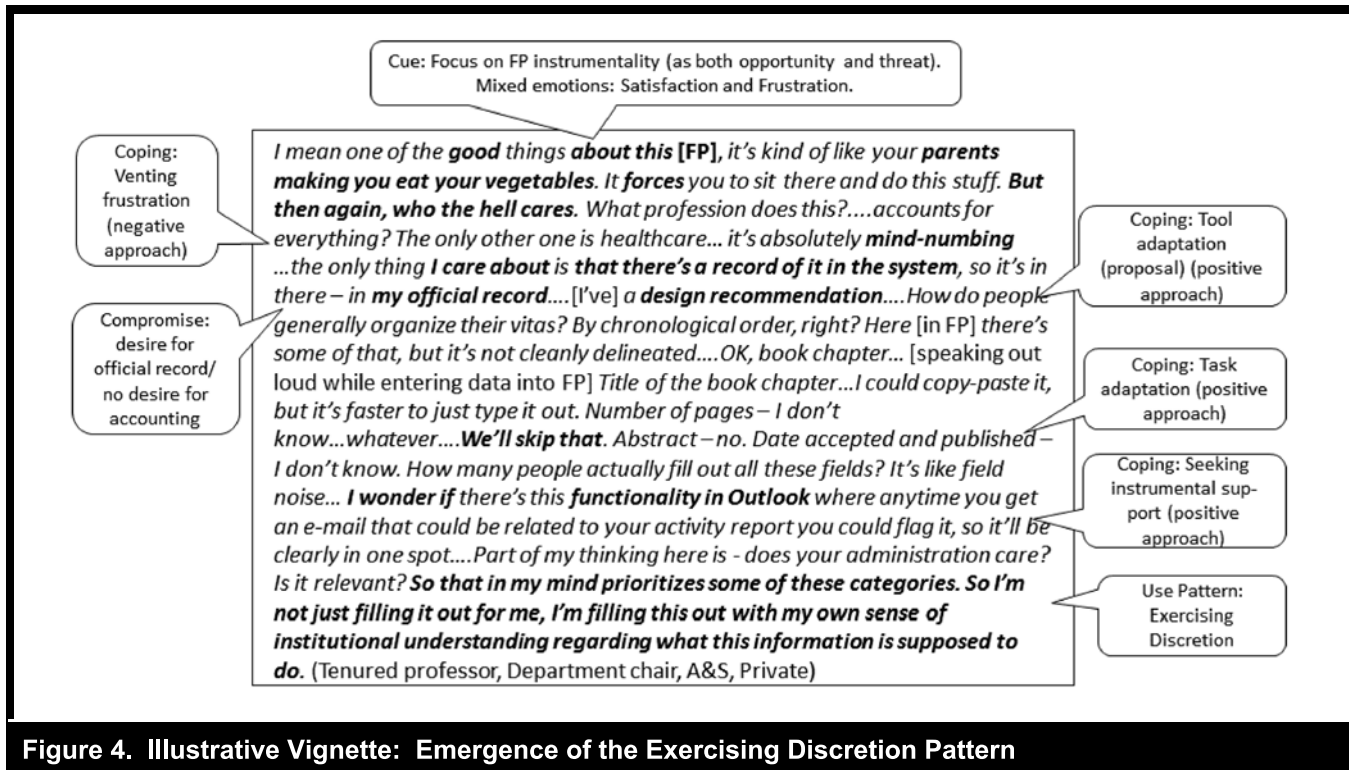 Cue: Focus on FP instrumentality (as both opportunity and threat).
Mixed emotions: Satisfaction and Frustration.
Coping:
Venting
frustration
(negative
approach)
Compromise:
desire for
official record/
no desire for
accounting
I mean one of the good things about this [FP], it's kind of like your parents
making you eat your vegetables. It forces you to sit there and do this stuff. But
then again, who the hell cares. What profession does this?....accounts for
everything? The only other one is healthcare... it's absolutely mind-numbing
...the only thing I care about is that there's a record of it in the system, so it's in
there – in my official record....[I've] a design recommendation....How do people
generally organize their vitas? By chronological order, right? Here [in FP] there's
some of that, but it's not cleanly delineated....OK, book chapter... [speaking out
loud while entering data into FP] Title of the book chapter...I could copy-paste it,
but it's faster to just type it out. Number of pages – I don't
know...whatever....We'll skip that. Abstract – no. Date accepted and published –
I don't know. How many people actually fill out all these fields? It's like field
noise... I wonder if there's this functionality in Outlook where anytime you get
an e-mail that could be related to your activity report you could flag it, so it'll be
clearly in one spot....Part of my thinking here is - does your administration care?
Is it relevant? So that in my mind prioritizes some of these categories. So I'm
not just filling it out for me, I'm filling this out with my own sense of
institutional understanding regarding what this information is supposed to
do. (Tenured professor, Department chair, A&S, Private)
Coping: Tool
adaptation
(proposal) (positive
approach)
Coping: Task
adaptation (positive
approach)
Coping: Seeking
instrumental sup-
port (positive
approach)
Use Pattern:
Exercising
Discretion
Figure 4. Illustrative Vignette: Emergence of the Exercising Discretion Pattern